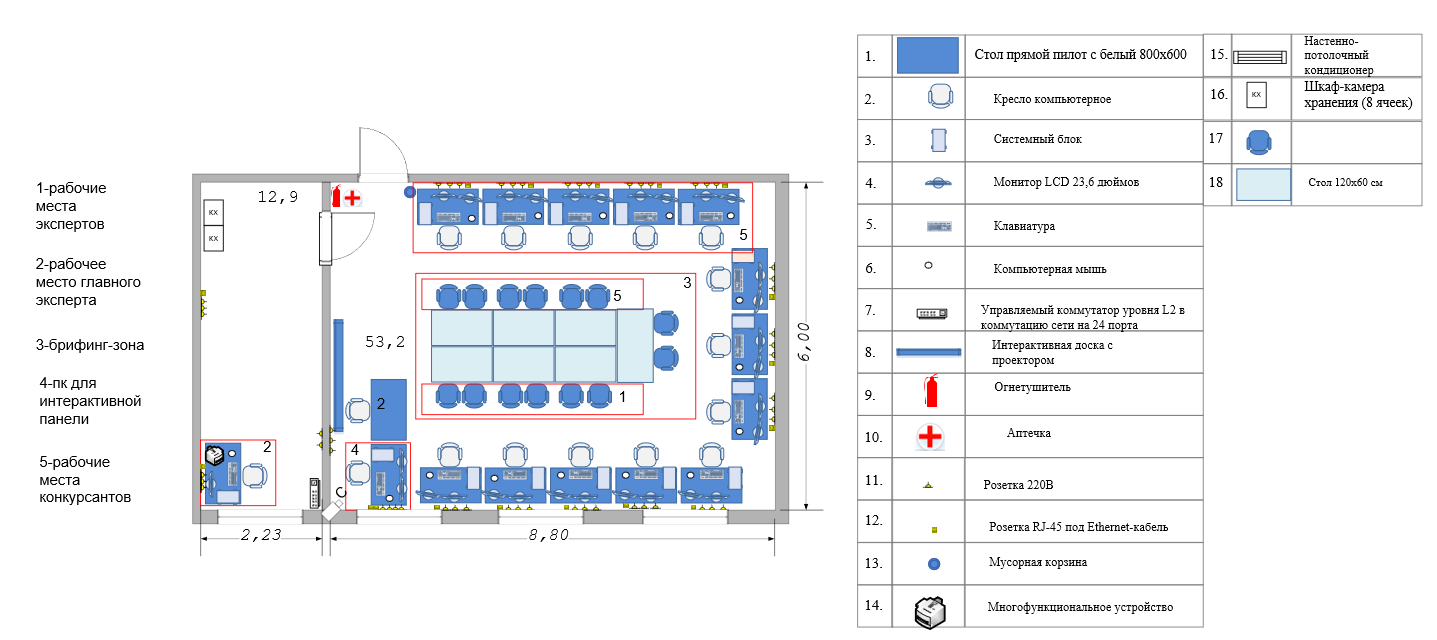 1-рабочие
места
экспертов
2-рабочее
место главного
эксперта
3-брифинг-зона
4-пк для
интерактивной
панели
5-рабочие
места
конкурсантов
12,9
КХ
КХ
5
3
5
53,2
6,00
1
2
2
4
С
2,23
8,80
1.
Стол прямой пилот с белый 800х600
2.
Кресло компьютерное
3.
Системный блок
4.
Монитор LCD 23,6 дюймов
5.
Клавиатура
6.
Компьютерная мышь
7.
Управляемый коммутатор уровня L2 в
коммутацию сети на 24 порта
8.
Интерактивная доска с
проектором
9.
Огнетушитель
10.
Аптечка
11.
Розетка 220В
12.
Розетка RJ-45 под Ethernet-кабель
13.
Мусорная корзина
14.
Многофункциональное устройство
15.
Настенно-
потолочный
кондиционер
16.
КХ
Шкаф-камера
хранения (8 ячеек)
17
18
Стол 120х60 см